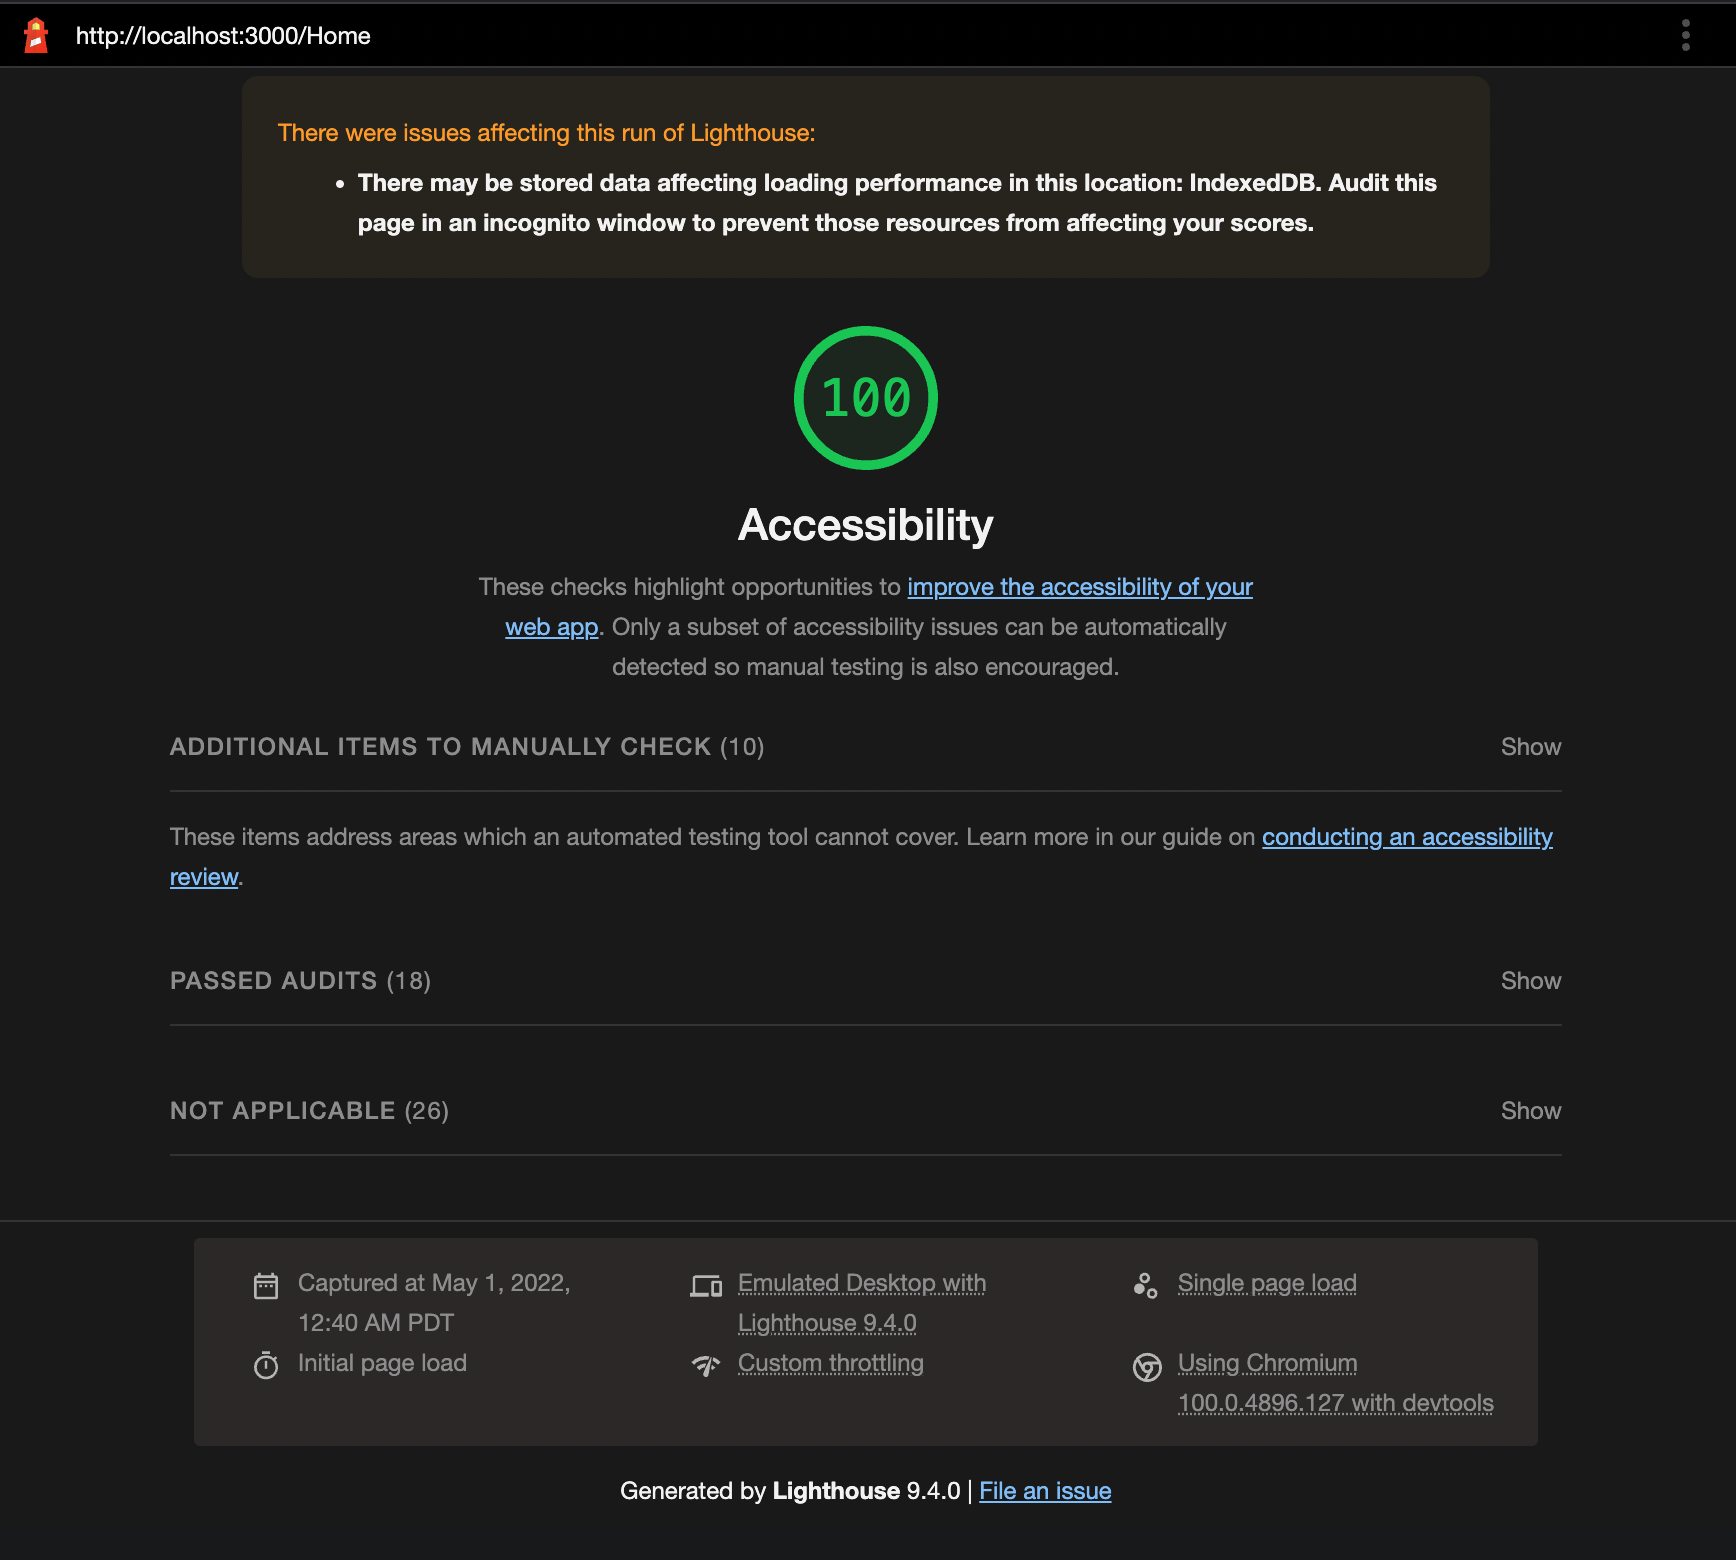 http://localhost:3000/Home
There were issues affecting this run of Lighthouse:
• There may be stored data affecting loading performance in this location: IndexedDB. Audit this
page in an incognito window to prevent those resources from affecting your scores.
100
Accessibility
These checks highlight opportunities to improve the accessibility of your
web app. Only a subset of accessibility issues can be automatically
detected so manual testing is also encouraged.
ADDITIONAL ITEMS TO MANUALLY CHECK (10) Show
These items address areas which an automated testing tool cannot cover. Learn more in our guide on conducting an accessibility
review.
PASSED AUDITS (18) Show
NOT APPLICABLE (26) Show
Captured at May 1, 2022,
12:40 AM PDT
Emulated Desktop with
Lighthouse 9.4.0
Single page load
Initial page load
Custom throttling
Using Chromium
100.0.4896.127 with devtools
Generated by Lighthouse 9.4.0 | File an issue